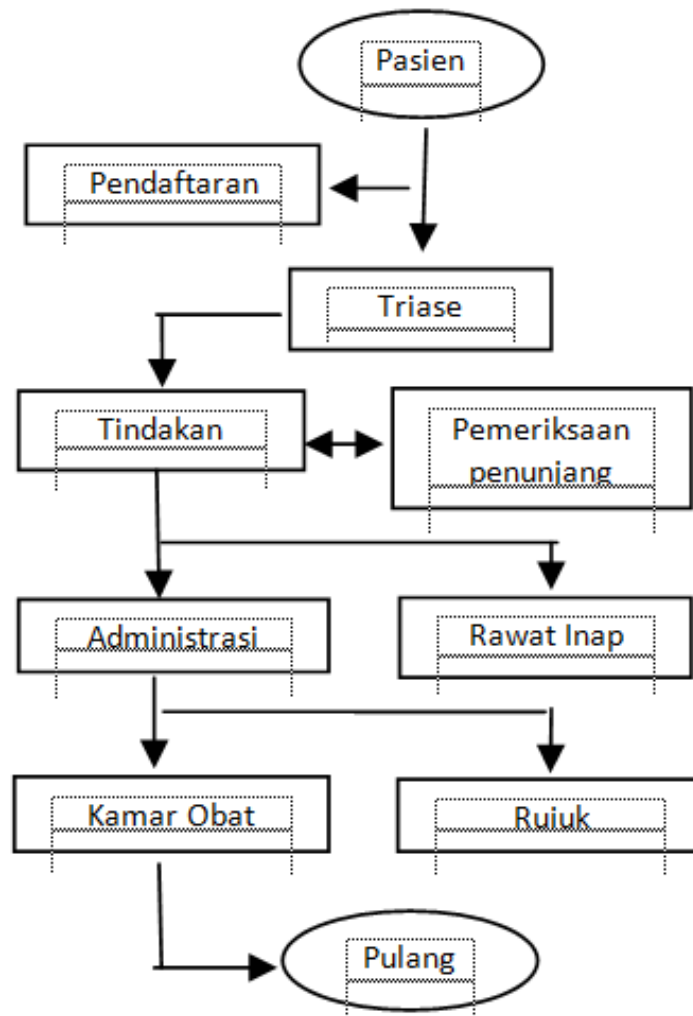 Pasien
Pendaftaran
Triase
Tindakan
Pemeriksaan
penunjang
Administrasi
Rawat Inap
Kamar Obat
Rujuk
Pulang